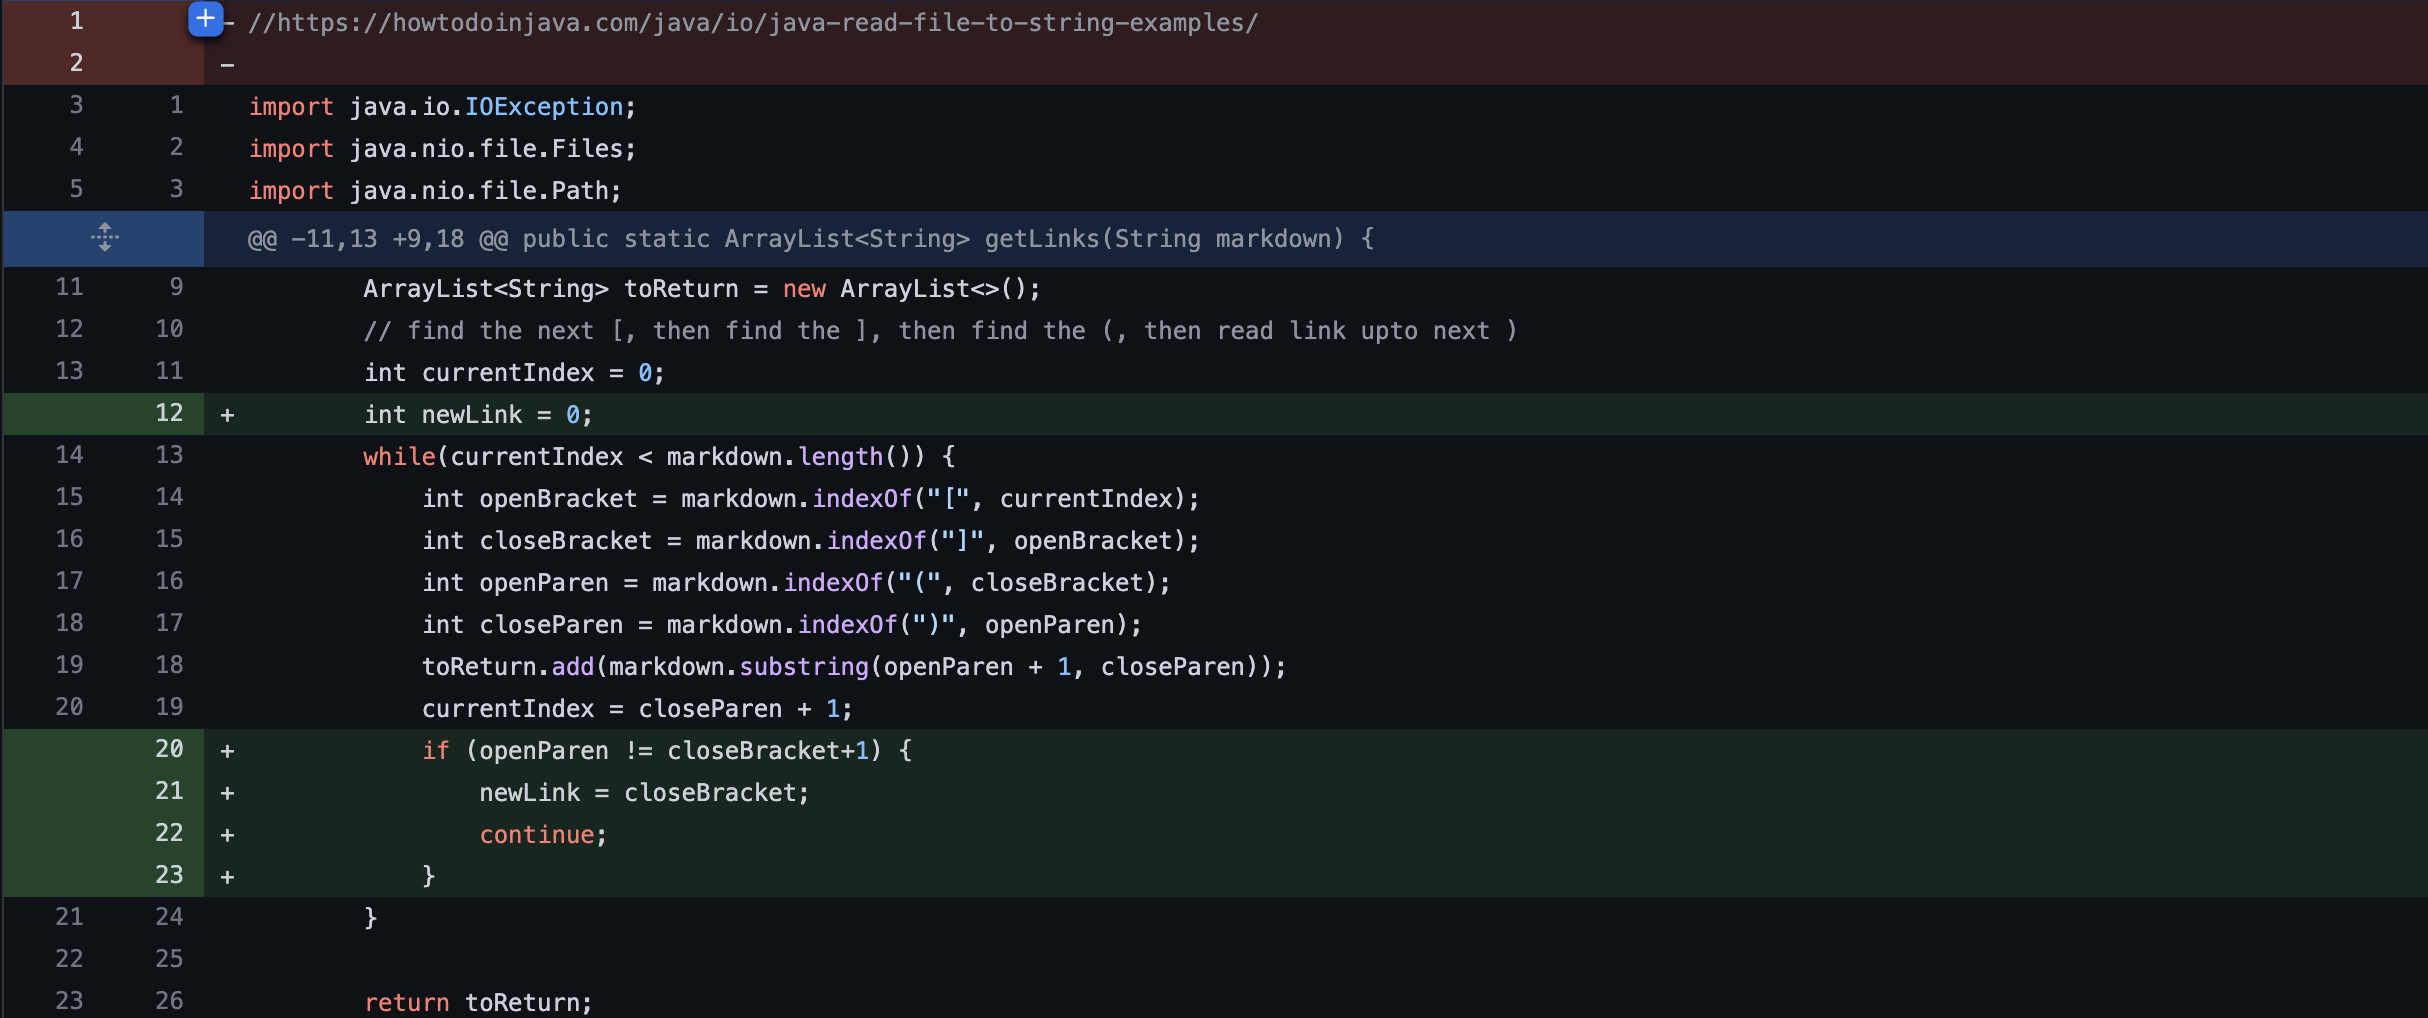 1 - //https://howtodoinjava.com/java/io/java-read-file-to-string-examples/
2 -
3 1 import java.io.IOException;
4 2 import java.nio.file.Files;
5 3 import java.nio.file.Path;
@@ -11,13 +9,18 @@ public static ArrayList<String> getLinks(String markdown) {
11 9 ArrayList<String> toReturn = new ArrayList<>();
12 10 // find the next [, then find the ], then find the (, then read link upto next )
13 11 int currentIndex = 0;
12 + int newLink = 0;
14 13 while(currentIndex < markdown.length()) {
15 14 int openBracket = markdown.indexOf("[", currentIndex);
16 15 int closeBracket = markdown.indexOf("]", openBracket);
17 16 int openParen = markdown.indexOf("(", closeBracket);
18 17 int closeParen = markdown.indexOf(")", openParen);
19 18 toReturn.add(markdown.substring(openParen + 1, closeParen));
20 19 currentIndex = closeParen + 1;
20 + if (openParen != closeBracket+1) {
21 + newLink = closeBracket;
22 + continue;
23 + }
21 24 }
22 25
23 26 return toReturn;